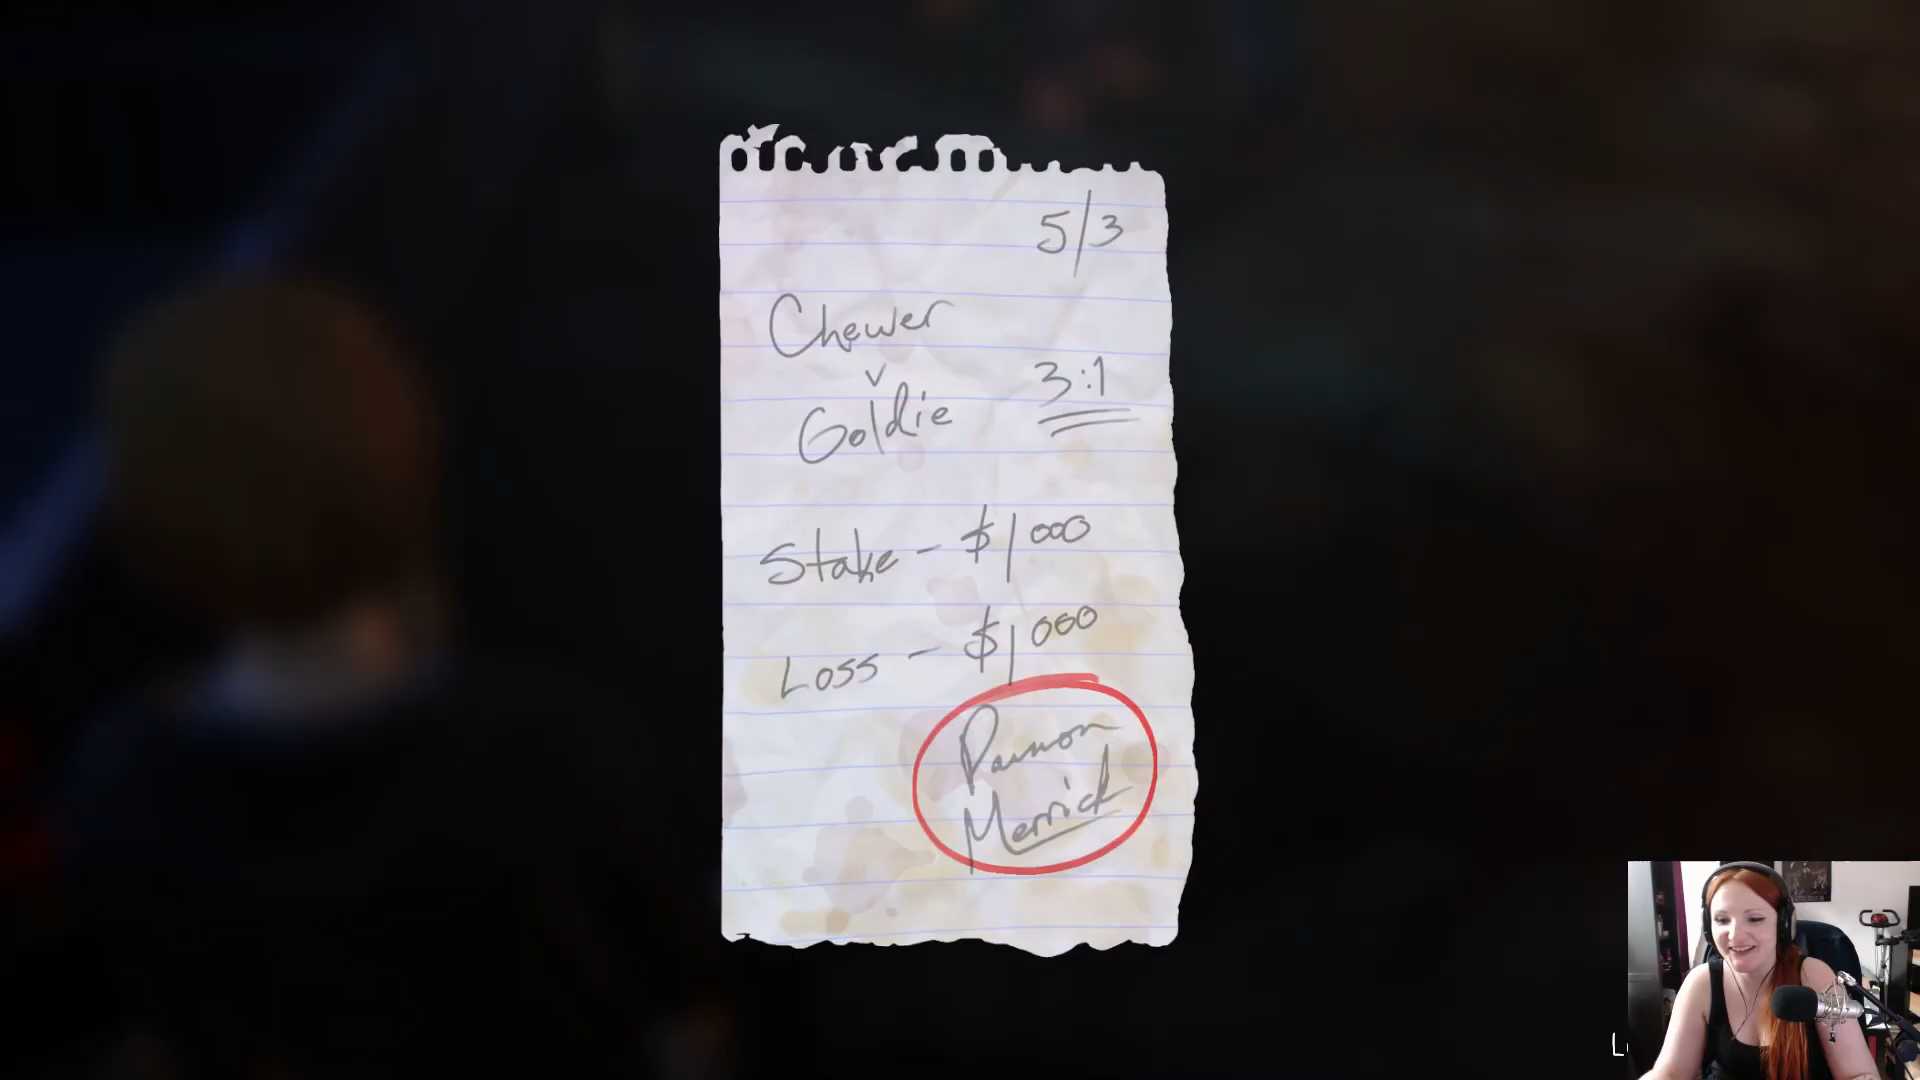 5/3
Chewer
v
Goldie 3:1
Stake - $1000
Loss - $1000
Damon
Merrick